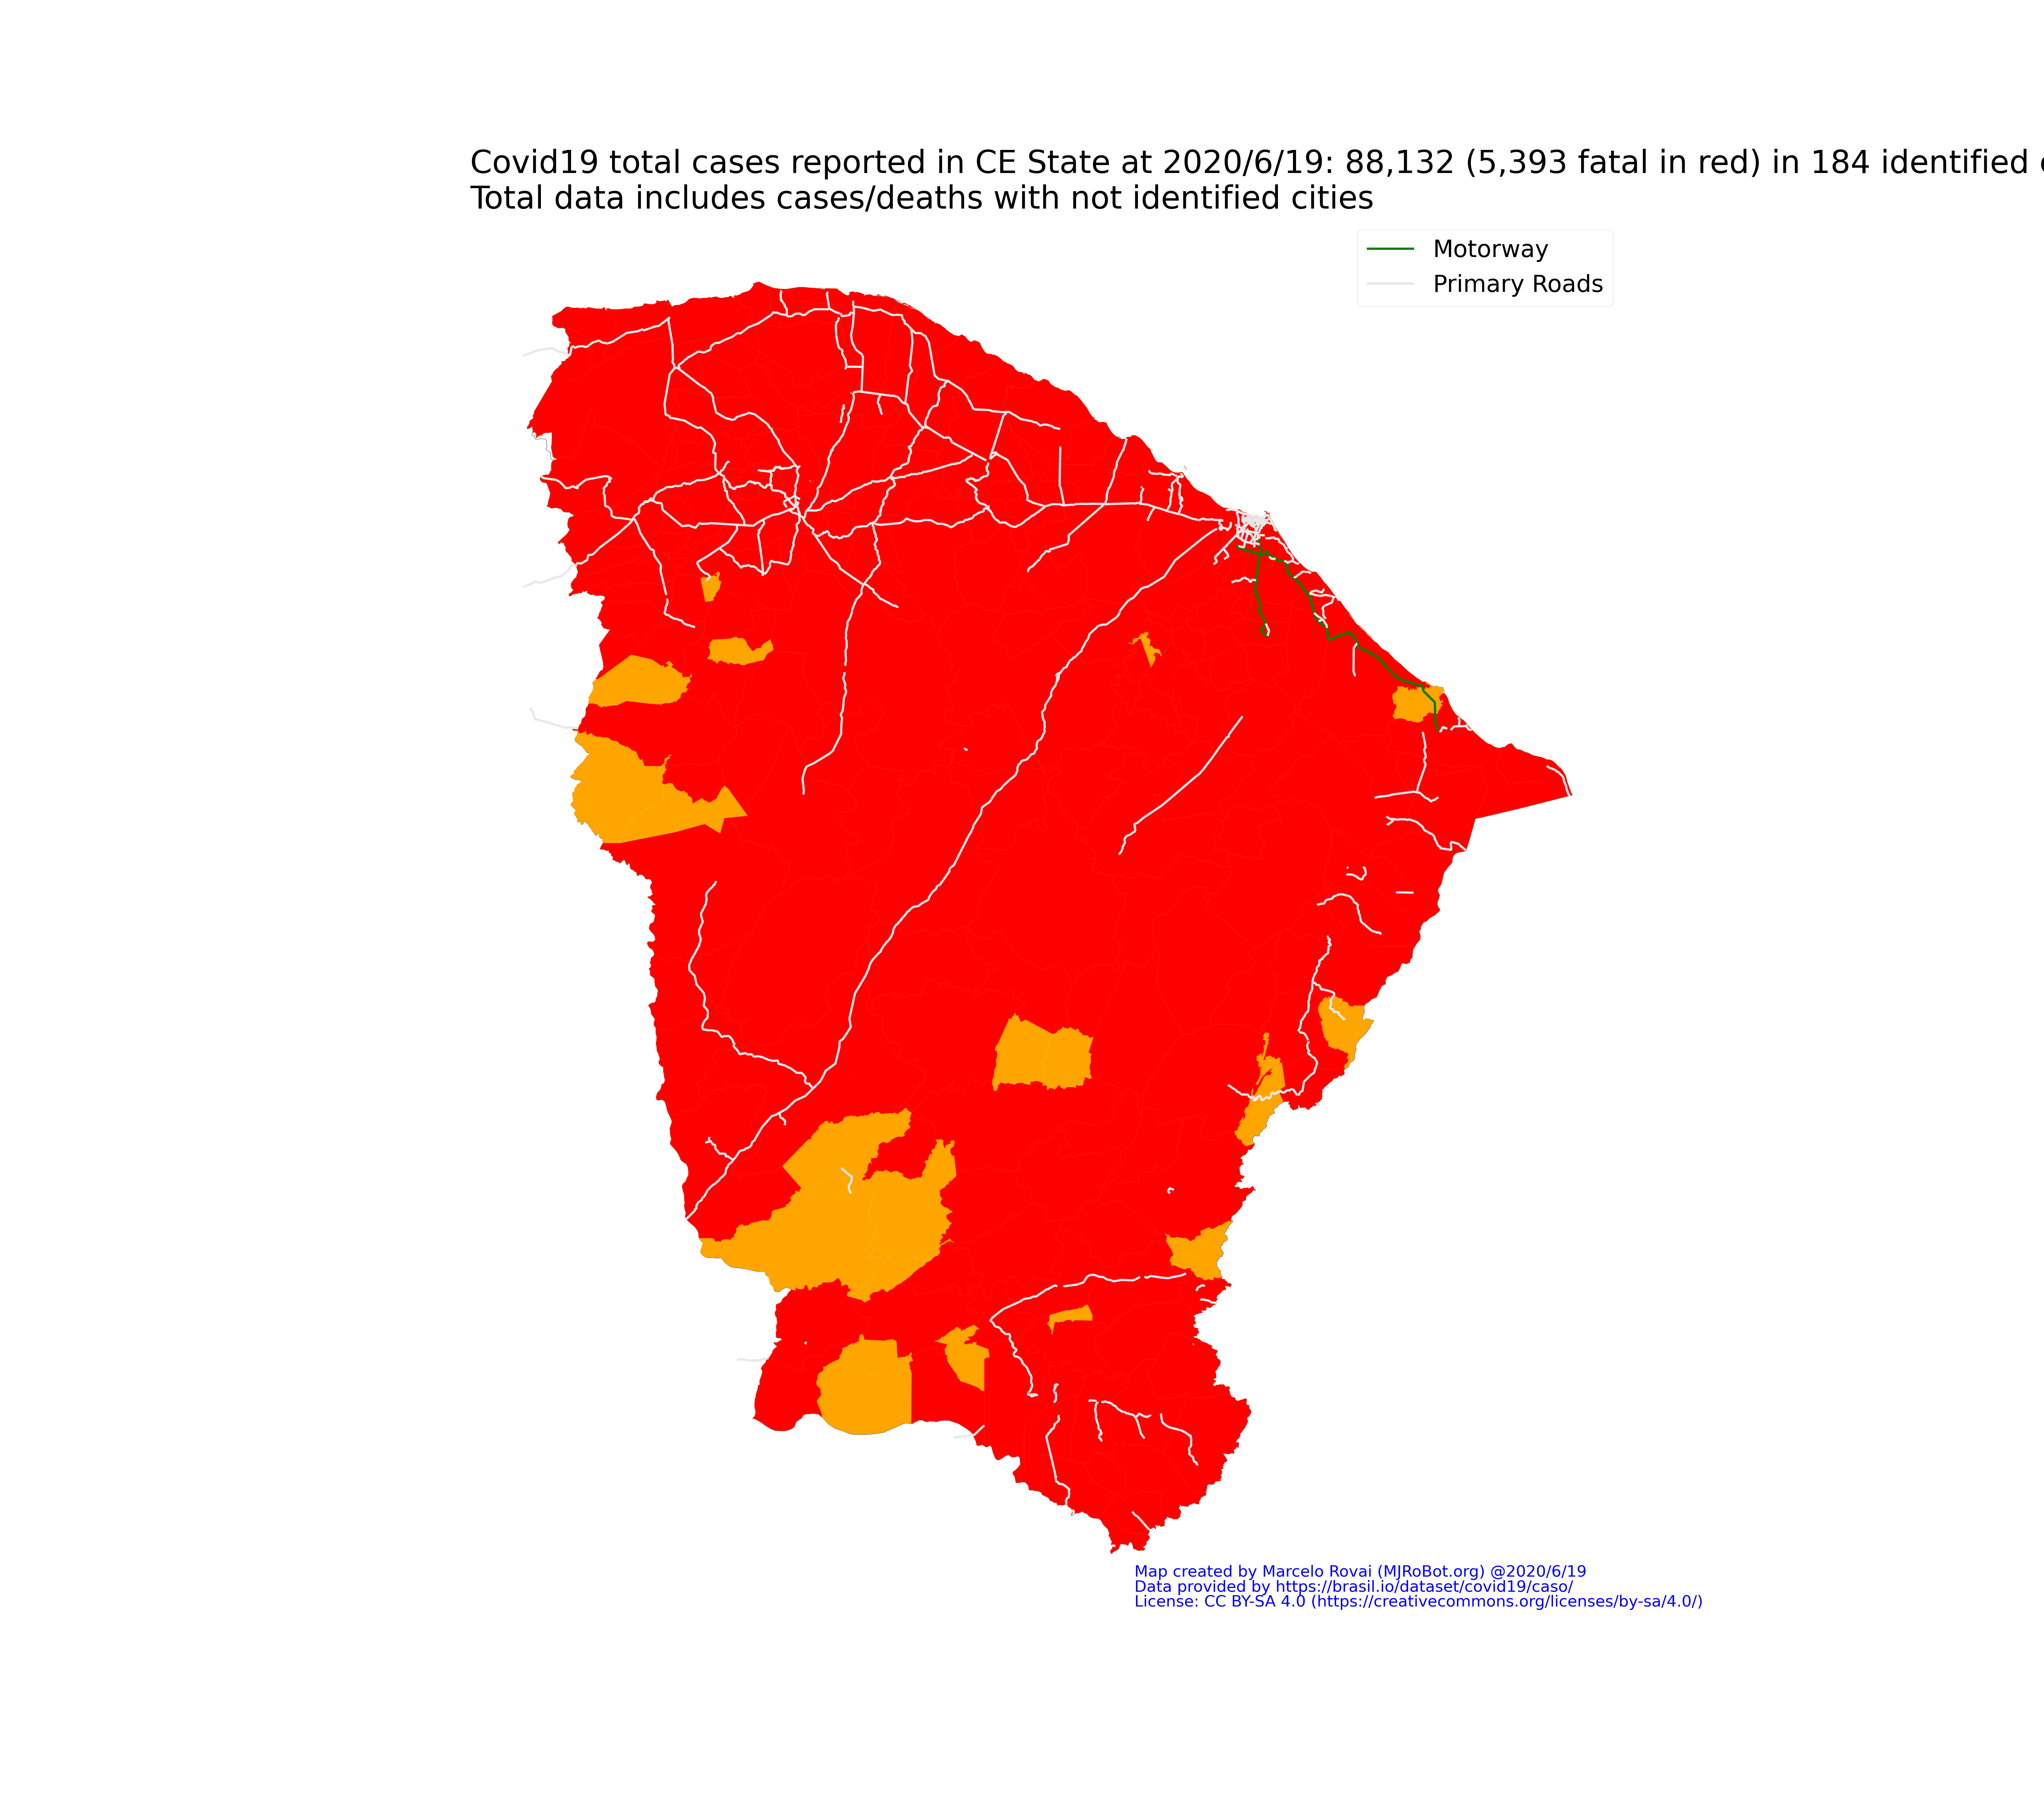 Covid19 total cases reported in CE State at 2020/6/19: 88,132 (5,393 fatal in red) in 184 identified
Total data includes cases/deaths with not identified cities
Motorway
Primary Roads
Map created by Marcelo Rovai (MJRoBot.org) @2020/6/19
Data provided by https://brasil.io/dataset/covid19/caso/
License: CC BY-SA 4.0 (https://creativecommons.org/licenses/by-sa/4.0/)